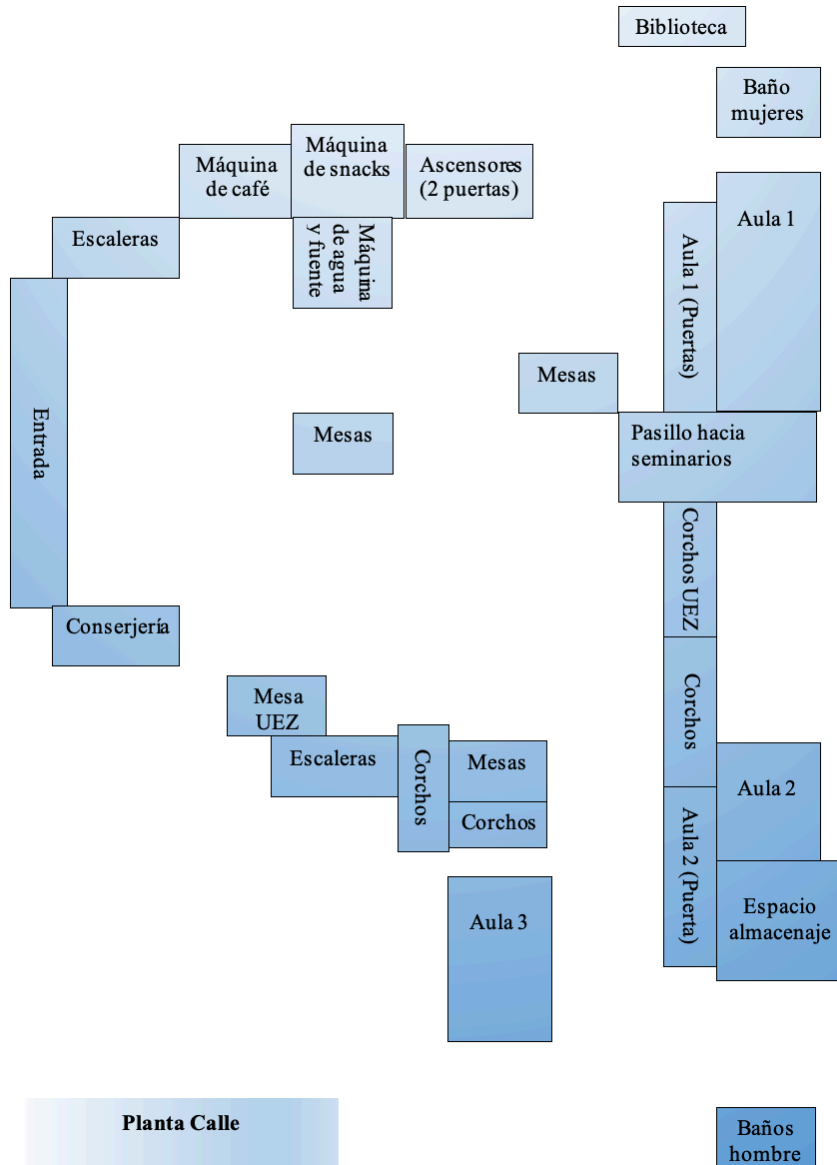 Biblioteca
Baño
mujeres
Máquina
de café
Máquina
de snacks
Ascensores
(2 puertas)
Escaleras
Máquina
de agua
y fuente
Aula 1 (Puertas)
Aula 1
Mesas
Entrada
Mesas
Pasillo hacia
seminarios
Corchos UEZ
Conserjería
Corchos
Mesa
UEZ
Escaleras
Corchos
Mesas
Corchos
Aula 2
Aula 2 (Puerta)
Espacio
almacenaje
Aula 3
Planta Calle
Baños
hombre